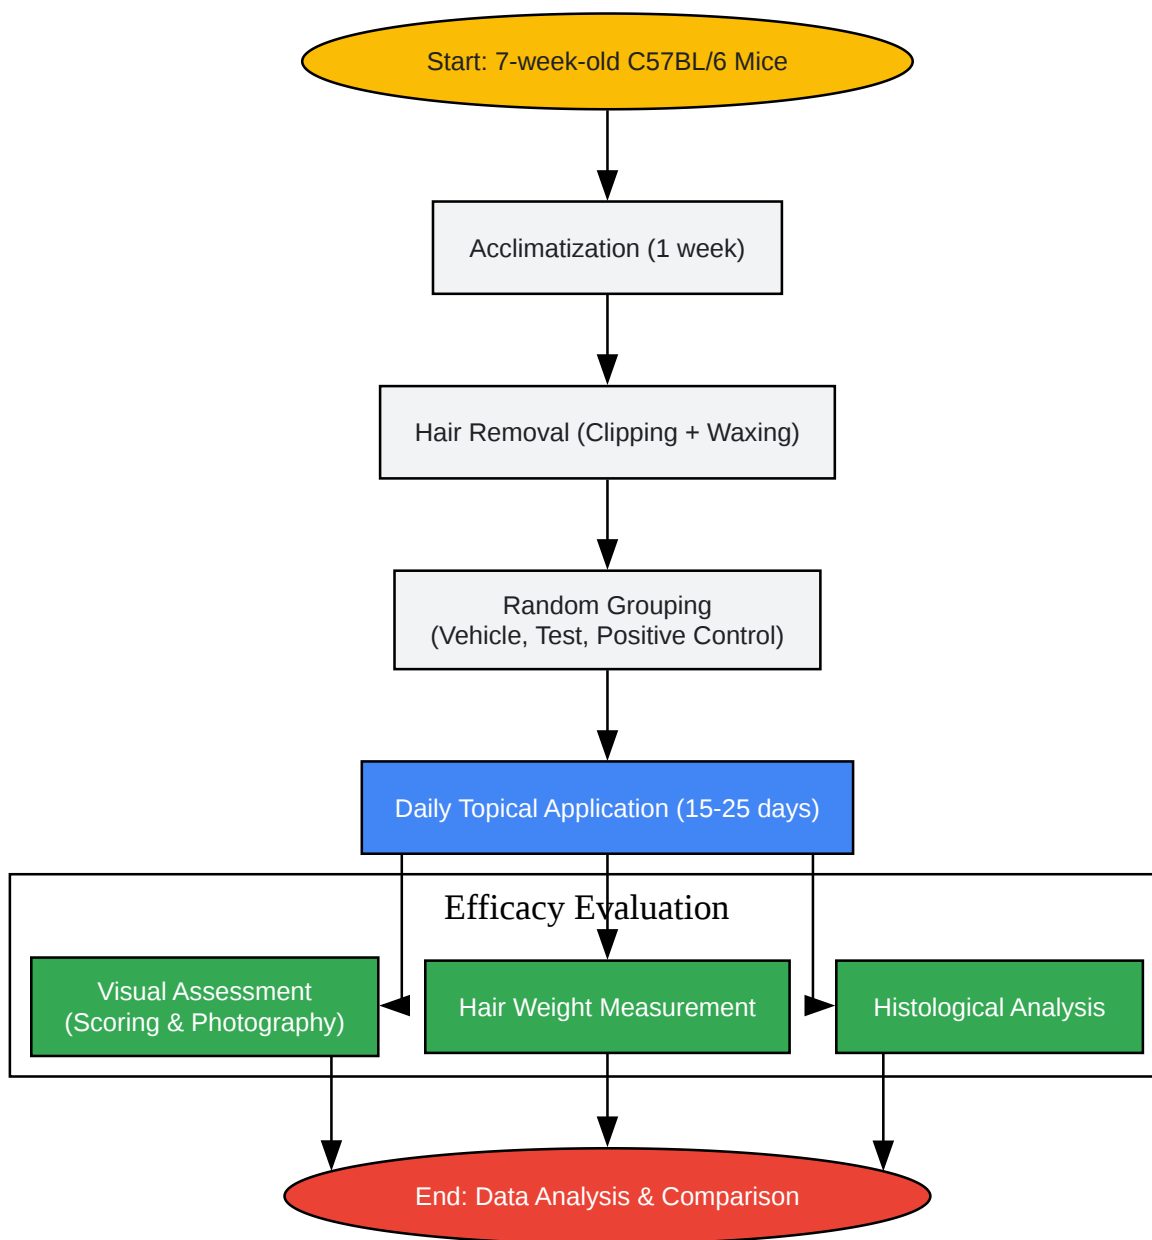 Start: 7-week-old C57BL/6 Mice
Acclimatization (1 week)
Hair Removal (Clipping + Waxing)
Random Grouping
(Vehicle, Test, Positive Control)
Daily Topical Application (15-25 days)
Efficacy Evaluation
Visual Assessment
(Scoring & Photography)
Hair Weight Measurement
Histological Analysis
End: Data Analysis & Comparison